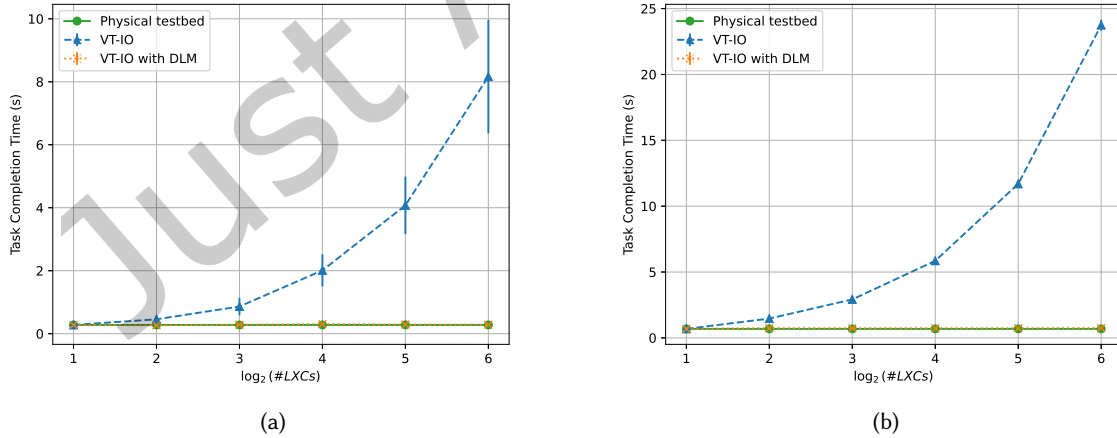 Physical testbed
VT-IO
VT-IO with DLM
10
8
6
4
2
0
Task Completion Time (s)
1 2 3 4 5 6
log₂(#LXCs)
(a)
Just
Physical testbed
VT-IO
VT-IO with DLM
25
20
15
10
5
0
Task Completion Time (s)
1 2 3 4 5 6
log₂(#LXCs)
(b)